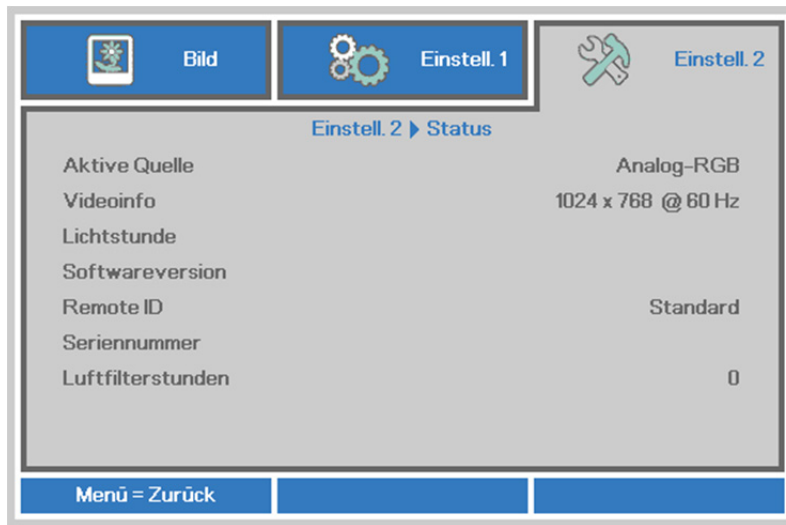 Bild Einstell. 1 Einstell. 2
Einstell. 2 ▶ Status
Aktive Quelle Analog-RGB
Videoinfo 1024 x 768 @ 60 Hz
Lichtstunde
Softwareversion
Remote ID Standard
Seriennummer
Luftfilterstunden 0
Menü = Zurück